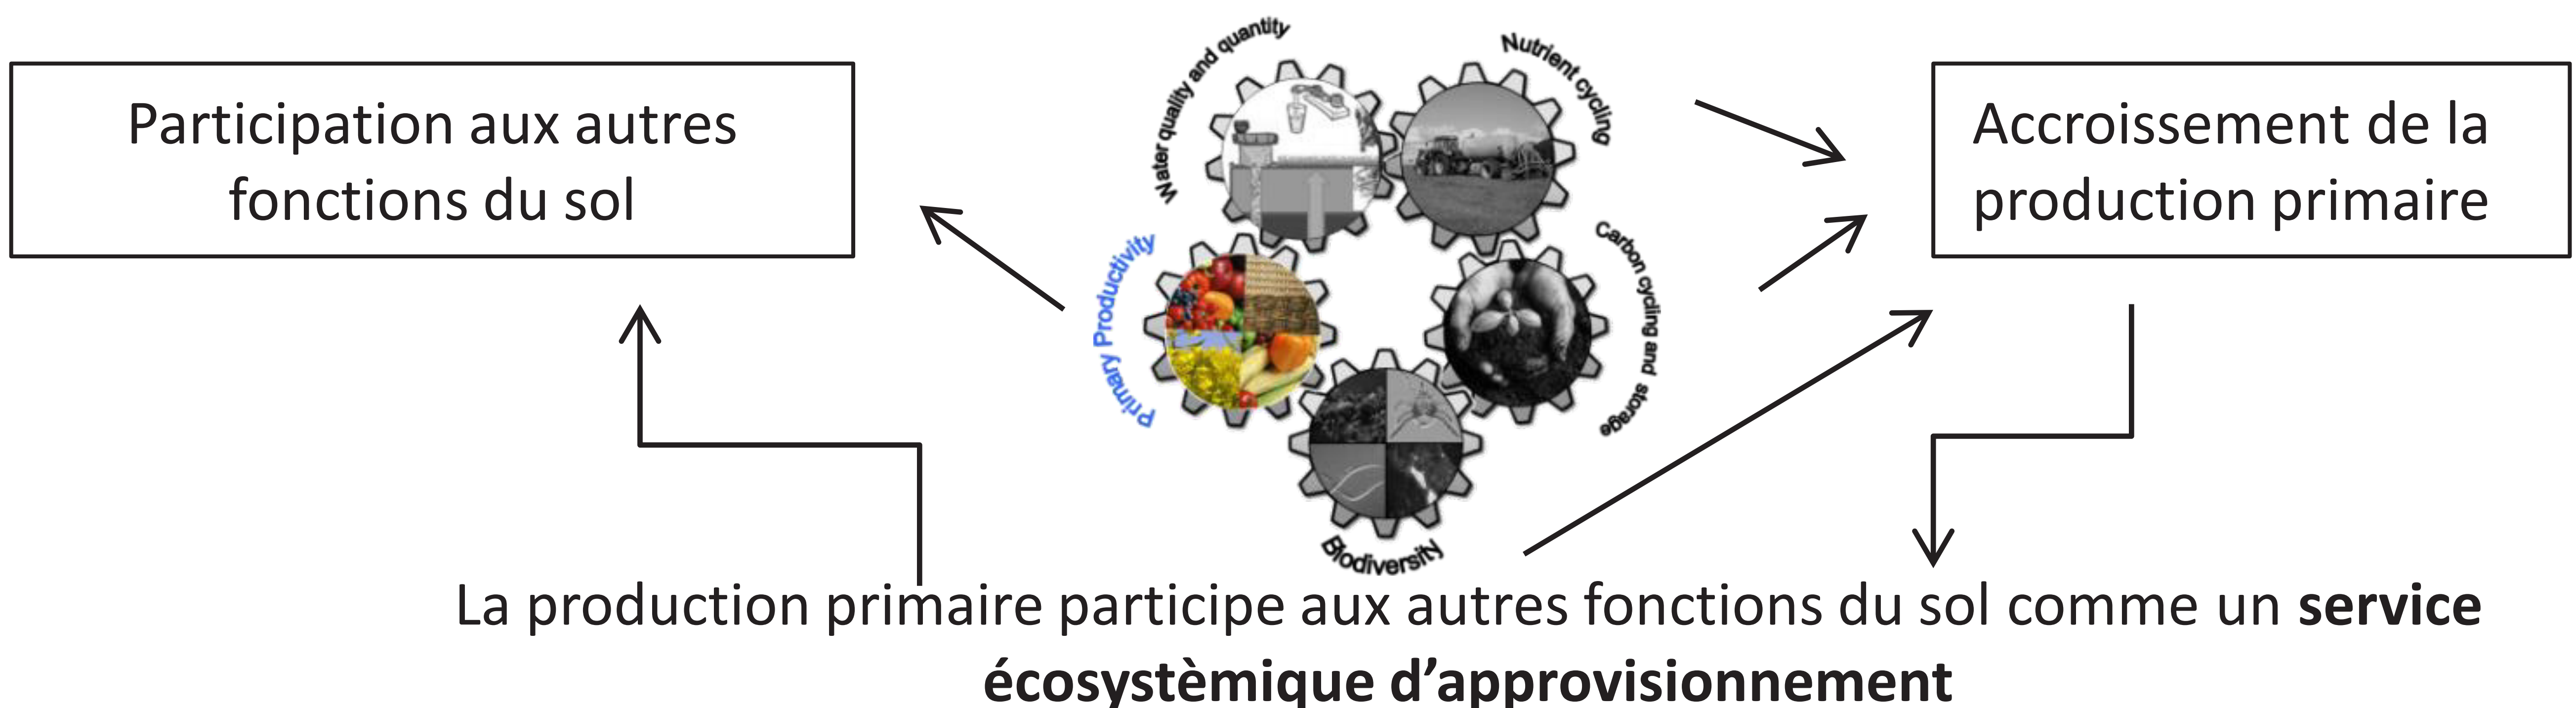 Participation aux autres
fonctions du sol
Water quality and quantity
Nutrient cycling
Primary Productivity
Carbon cycling and storage
Biodiversity
Accroissement de la
production primaire
La production primaire participe aux autres fonctions du sol comme un service
écosystèmique d’approvisionnement